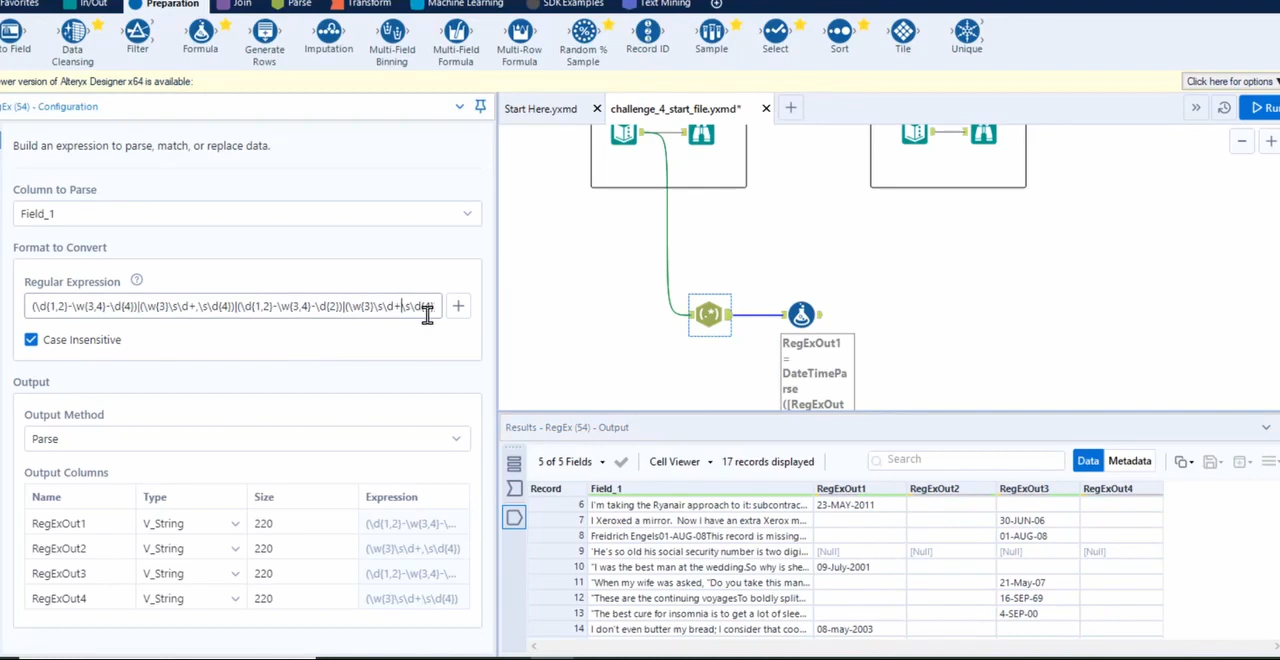 Favorites In/Out Preparation Join Parse Transform Machine Learning SDKExamples Text Mining
to Field Data Cleansing Filter Formula Generate Rows Imputation Multi-Field Binning Multi-Field Formula Multi-Row Formula Random % Sample Record ID Sample Select Sort Tile Unique
wer version of Alteryx Designer x64 is available:
Click here for options
gEx (54) - Configuration
Start Here.yxmd
challenge_4_start_file.yxmd*
Run
Build an expression to parse, match, or replace data.
Column to Parse
Field_1
Format to Convert
Regular Expression
(\d{1,2}-\w{3,4}-\d{4})|(\w{3}\s\d+,\s\d{4})|(\d{1,2}-\w{3,4}-\d{2})|(\w{3}\s\d+\s\d{4}
Case Insensitive
Output
Output Method
Parse
Output Columns
Name Type Size Expression
RegExOut1 V_String 220 (\d{1,2}-\w{3,4}-\...
RegExOut2 V_String 220 (\w{3}\s\d+,\s\d{4})
RegExOut3 V_String 220 (\d{1,2}-\w{3,4}-\...
RegExOut4 V_String 220 (\w{3}\s\d+\s\d{4})
(.*)
RegExOut1
=
DateTimePa
rse
([RegExOut
Results - RegEx (54) - Output
5 of 5 Fields Cell Viewer 17 records displayed Search Data Metadata
Record Field_1 RegExOut1 RegExOut2 RegExOut3 RegExOut4
6 I'm taking the Ryanair approach to it: subcontrac... 23-MAY-2011
7 I Xeroxed a mirror. Now I have an extra Xerox m... 30-JUN-06
8 Freidrich Engels01-AUG-08This record is missing... 01-AUG-08
9 "He's so old his social security number is two digi... [Null] [Null] [Null] [Null]
10 "I was the best man at the wedding.So why is she... 09-July-2001
11 "When my wife was asked, "Do you take this man... 21-May-07
12 "These are the continuing voyagesTo boldly split... 16-SEP-69
13 "The best cure for insomnia is to get a lot of slee... 4-SEP-00
14 I don't even butter my bread; I consider that coo... 08-may-2003